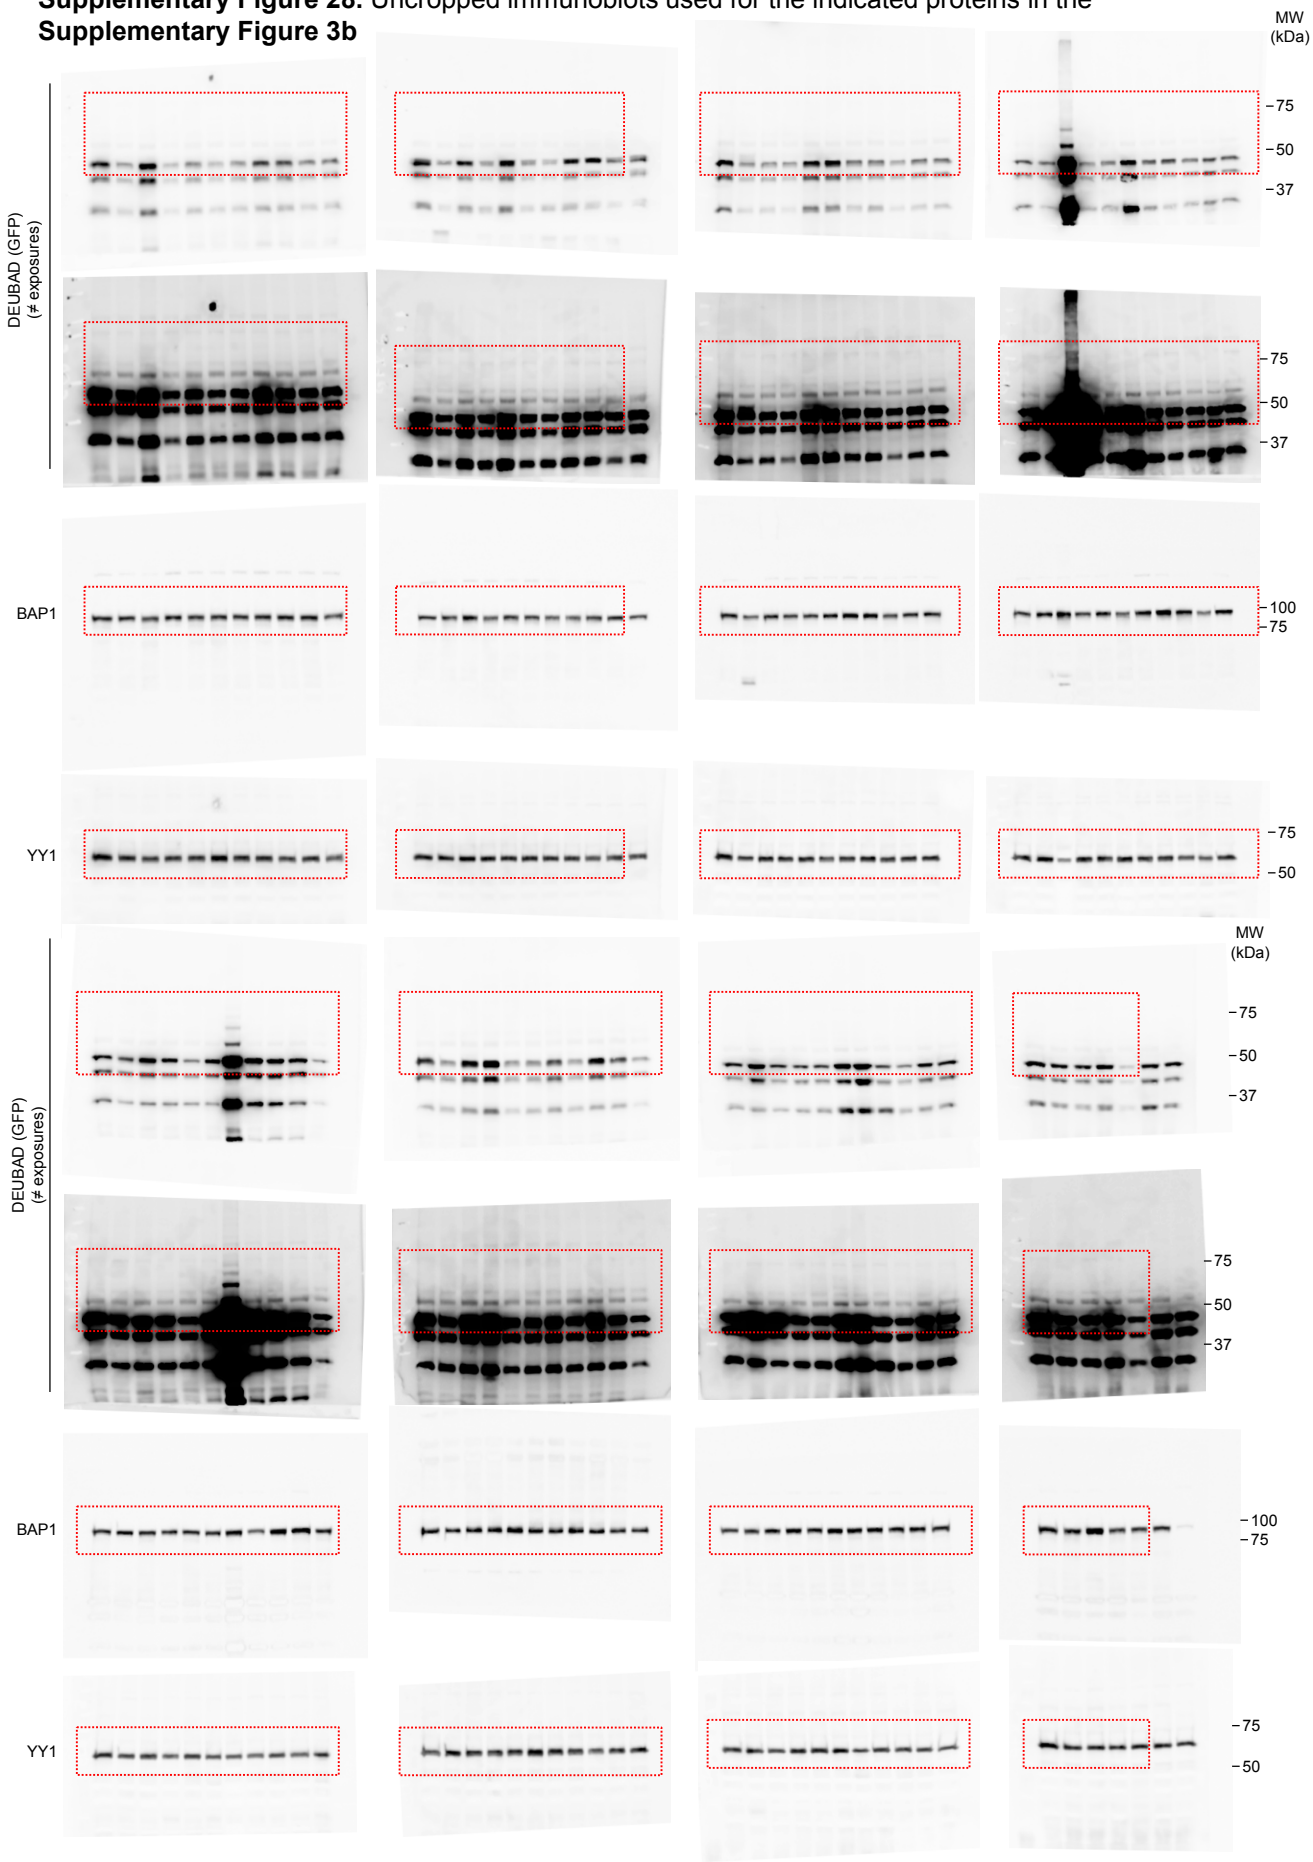 Supplementary Figure 28. Uncropped immunoblots used for the indicated proteins in the
Supplementary Figure 3b
MW
(kDa)
DEUBAD (GFP)
(≠ exposures)
-75
-50
-37
-75
-50
-37
BAP1
-100
-75
YY1
-75
-50
MW
(kDa)
DEUBAD (GFP)
(≠ exposures)
-75
-50
-37
-75
-50
-37
BAP1
-100
-75
YY1
-75
-50